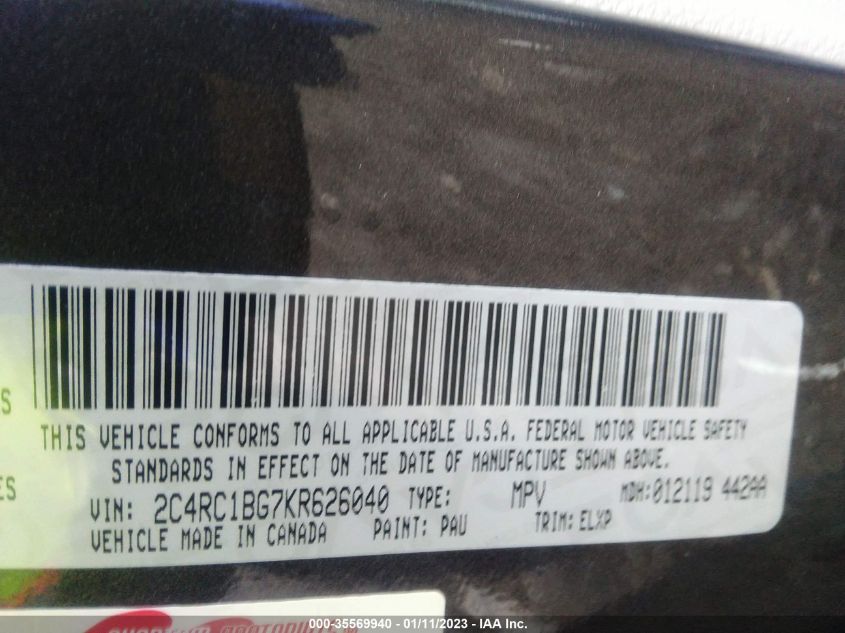 THIS VEHICLE CONFORMS TO ALL APPLICABLE U.S.A. FEDERAL MOTOR VEHICLE SAFETY
S
STANDARDS IN EFFECT ON THE DATE OF MANUFACTURE SHOWN ABOVE.
ES
VIN: 2C4RC1BG7KR626040 TYPE: MPV MDH:012119 442AA
VEHICLE MADE IN CANADA PAINT: PAU TRIM: ELXP
000-35569940 - 01/11/2023 - IAA Inc.